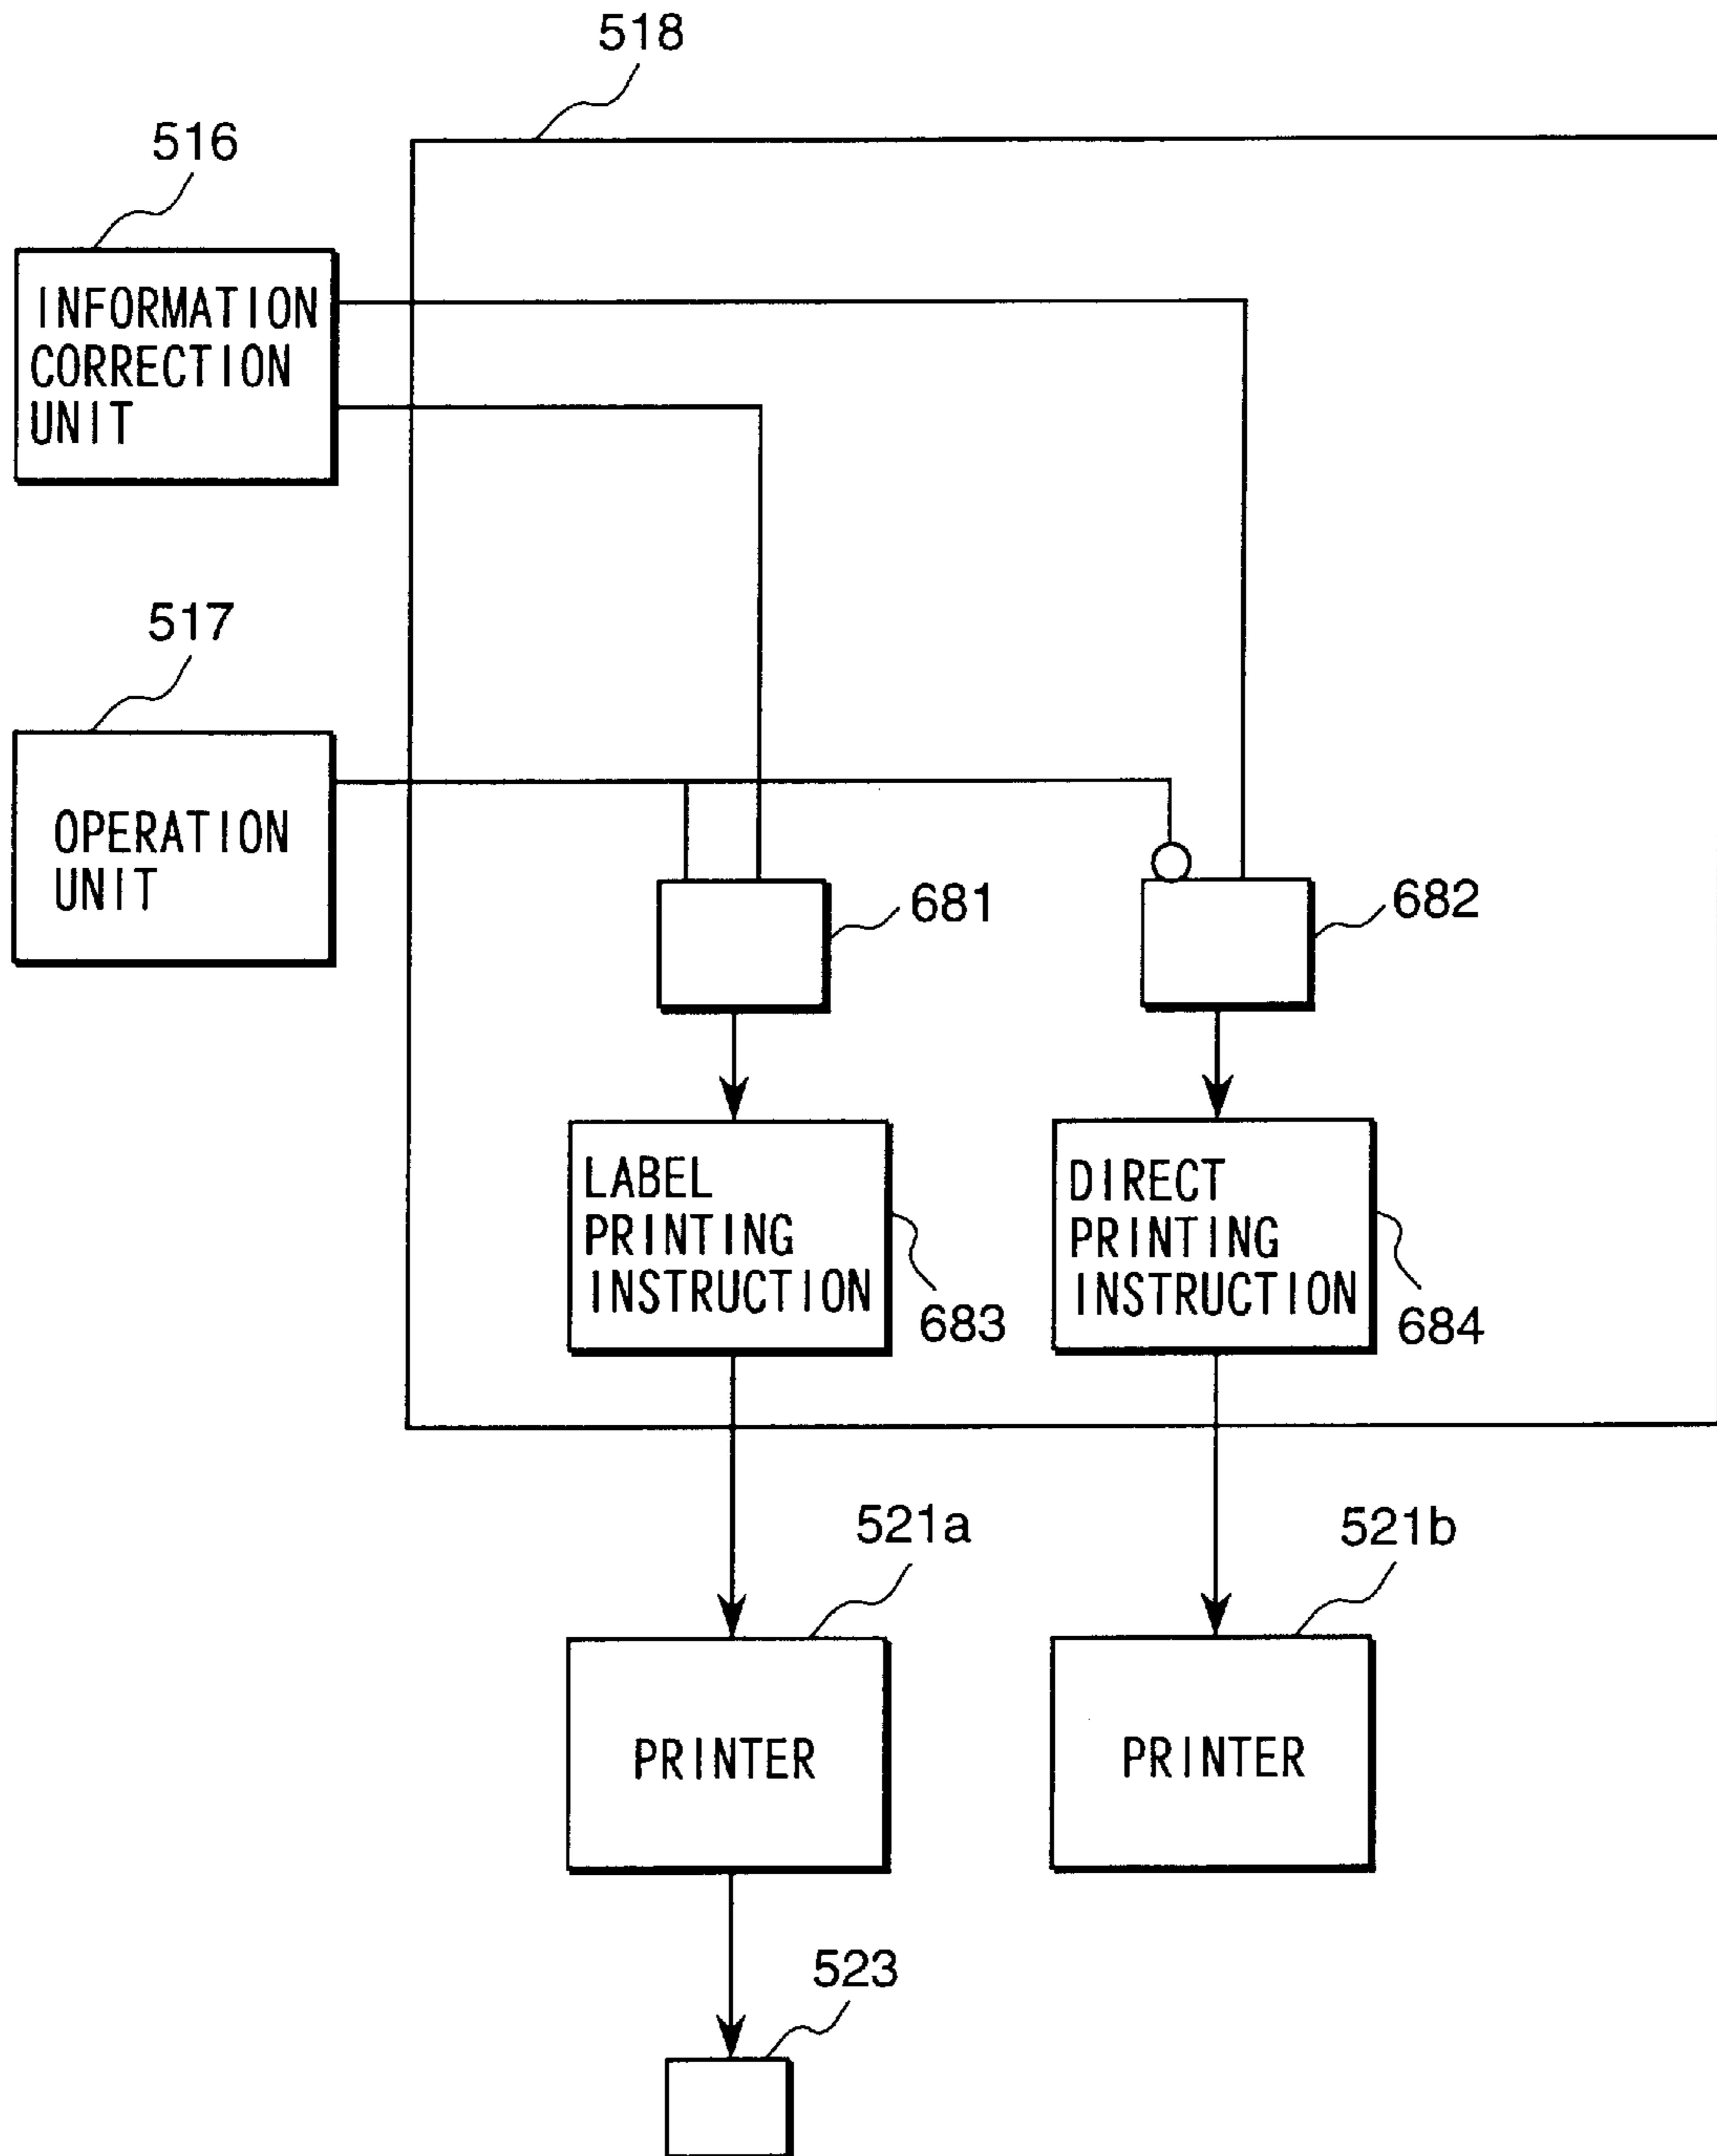 518
516
INFORMATION
CORRECTION
UNIT
517
OPERATION
UNIT
681
682
LABEL
PRINTING
INSTRUCTION
683
DIRECT
PRINTING
INSTRUCTION
684
521a
521b
PRINTER
PRINTER
523